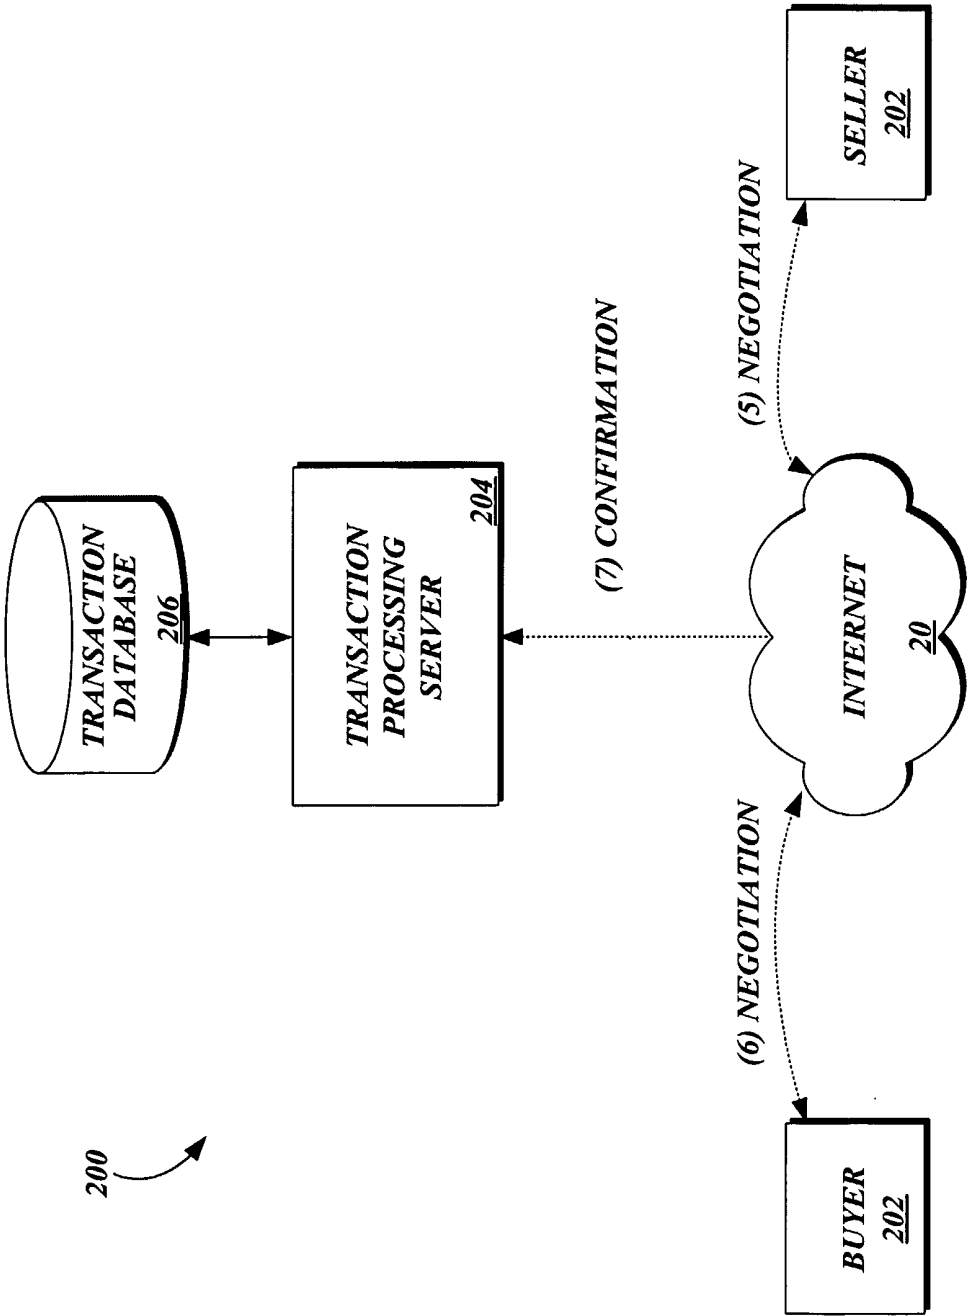 200
TRANSACTION
DATABASE
206
TRANSACTION
PROCESSING
SERVER
204
(7) CONFIRMATION
(6) NEGOTIATION
(5) NEGOTIATION
BUYER
202
INTERNET
20
SELLER
202